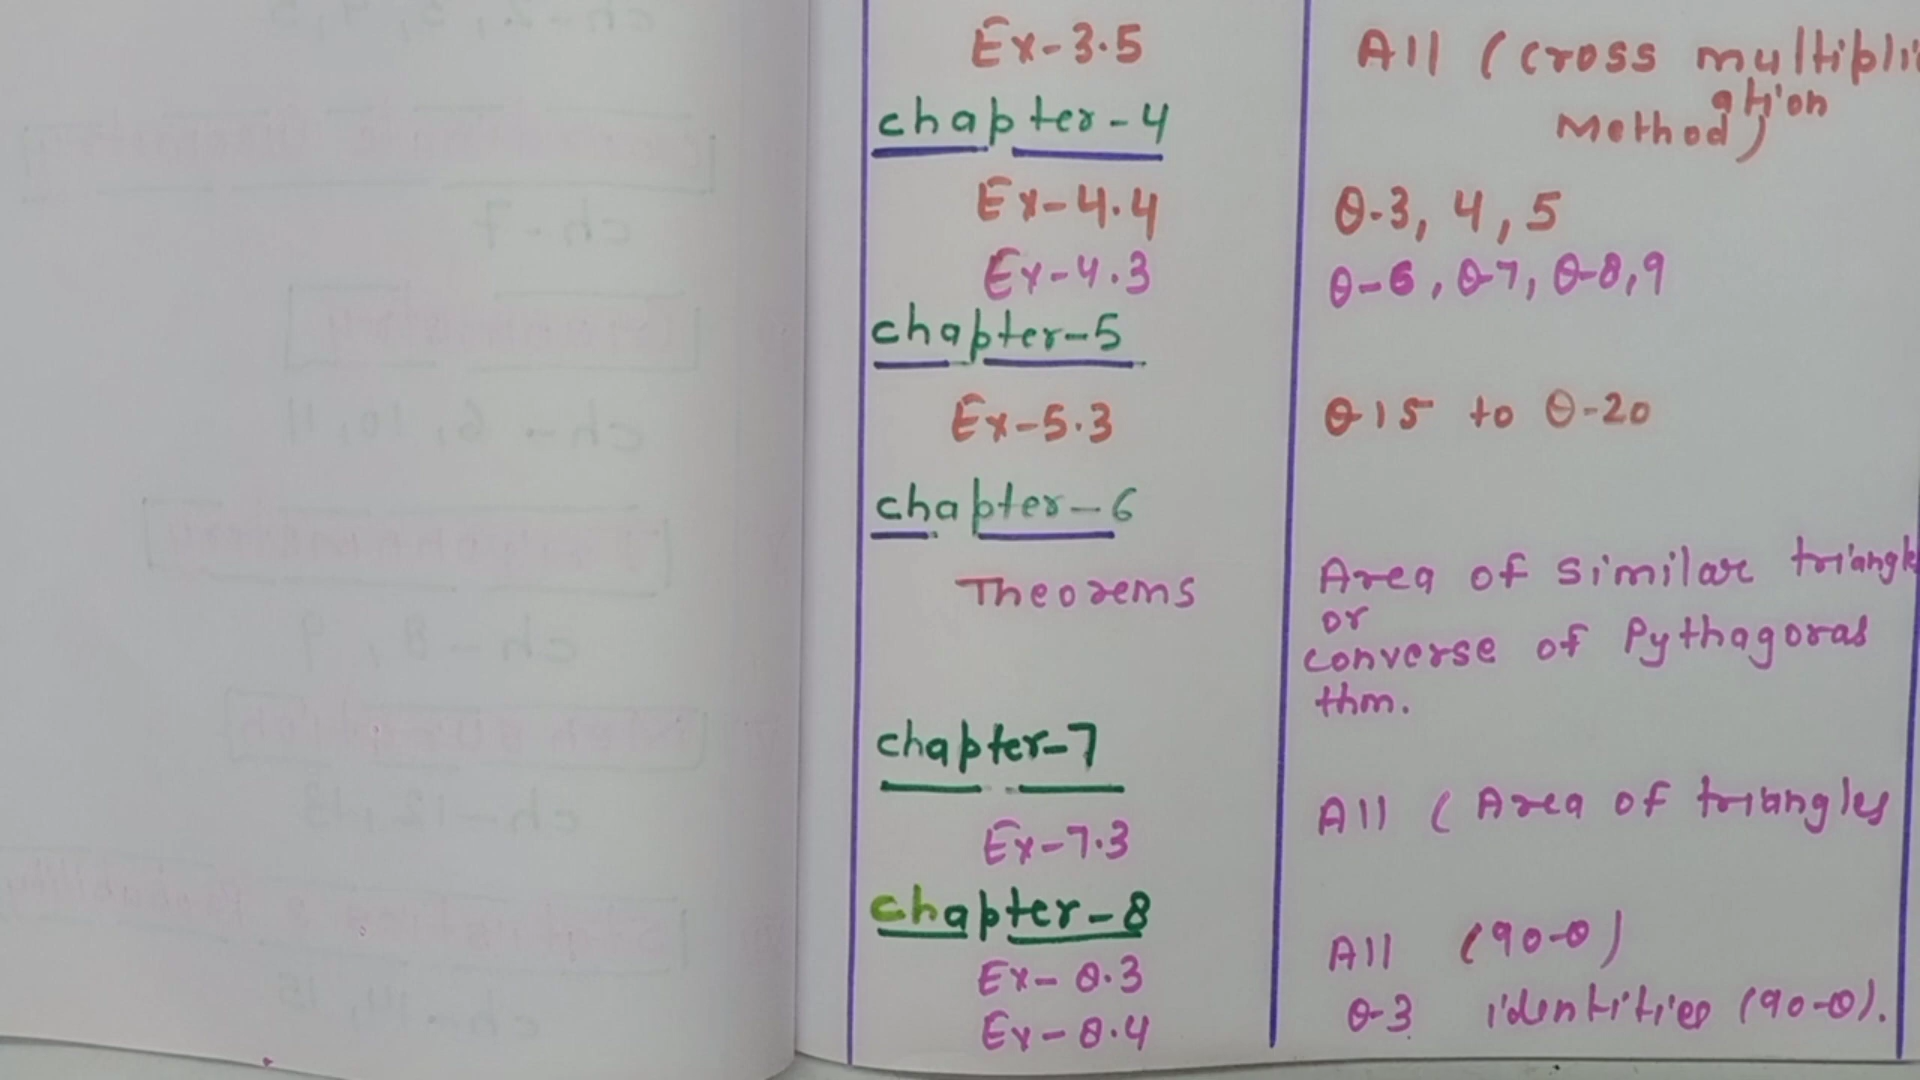 Ex-3.5 All (cross multipli
ation
Method)
chapter-4
Ex-4.4 Q-3, 4, 5
Ex-4.3 Q-6, Q-7, Q-8,9
chapter-5
Ex-5.3 Q15 to Q-20
chapter-6
Theorems Area of similar triangle
or
converse of Pythagoras
thm.
chapter-7
Ex-7.3 All (Area of triangles
chapter-8
Ex-8.3 All (90-θ)
Ex-8.4 Q-3 identities (90-θ).